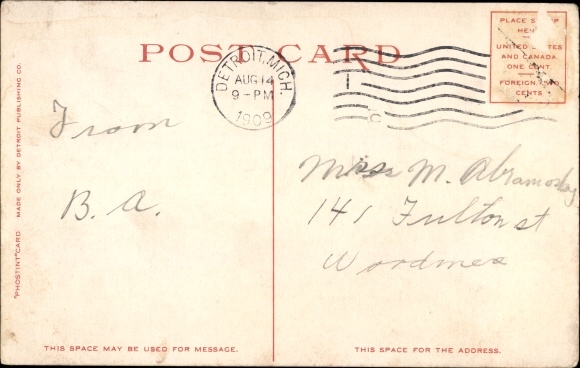 POST CARD
DETROIT, MICH.
AUG 14
9-PM
1909
PLACE STAMP
HERE
UNITED STATES
AND CANADA
ONE CENT
FOREIGN, TWO
CENTS
From
B. A.
Miss M.
141 Fulton st
Woodmea
"PHOSTINT" CARD MADE ONLY BY DETROIT PUBLISHING CO.
THIS SPACE MAY BE USED FOR MESSAGE.
THIS SPACE FOR THE ADDRESS.